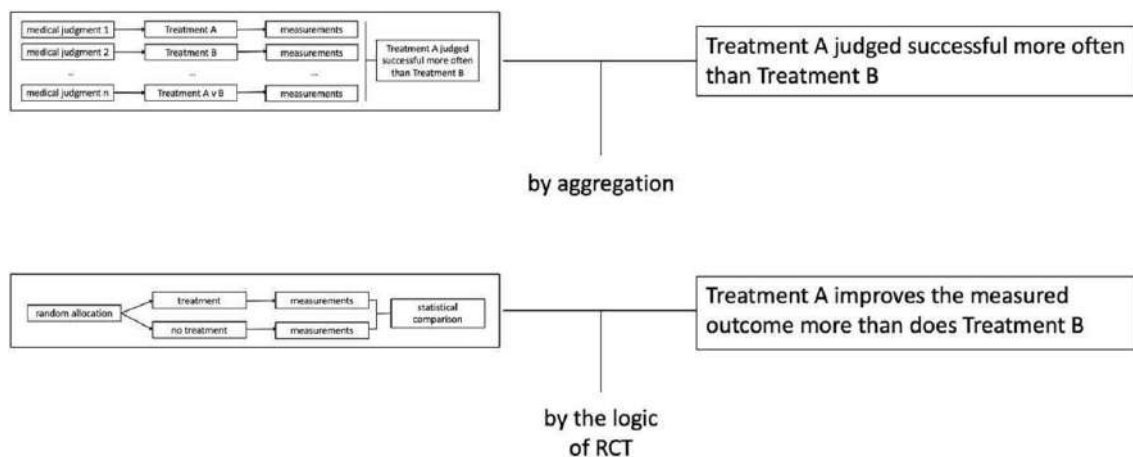 medical judgment 1 Treatment A measurements
medical judgment 2 Treatment B measurements
... ... ...
medical judgment n Treatment A v B measurements
Treatment A judged
successful more often
than Treatment B
Treatment A judged successful more often
than Treatment B
by aggregation
random allocation
treatment measurements
no treatment measurements
statistical
comparison
Treatment A improves the measured
outcome more than does Treatment B
by the logic
of RCT